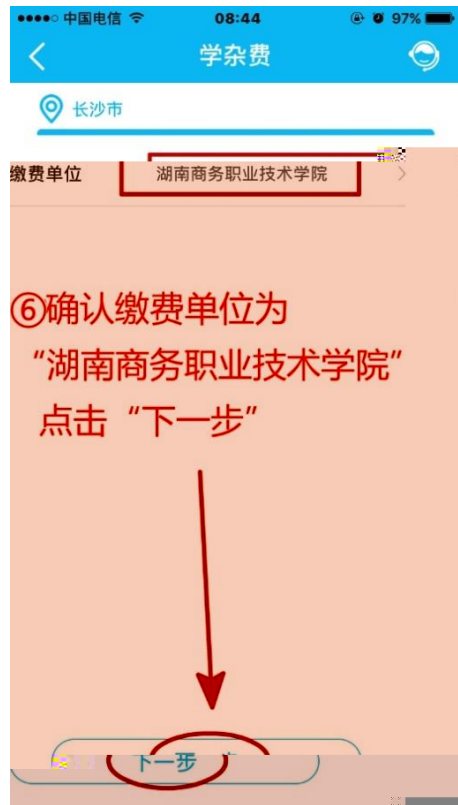 中国电信 08:44 97%
学杂费
长沙市
缴费单位 湖南商务职业技术学院
⑥确认缴费单位为
“湖南商务职业技术学院”
点击“下一步”
下一步